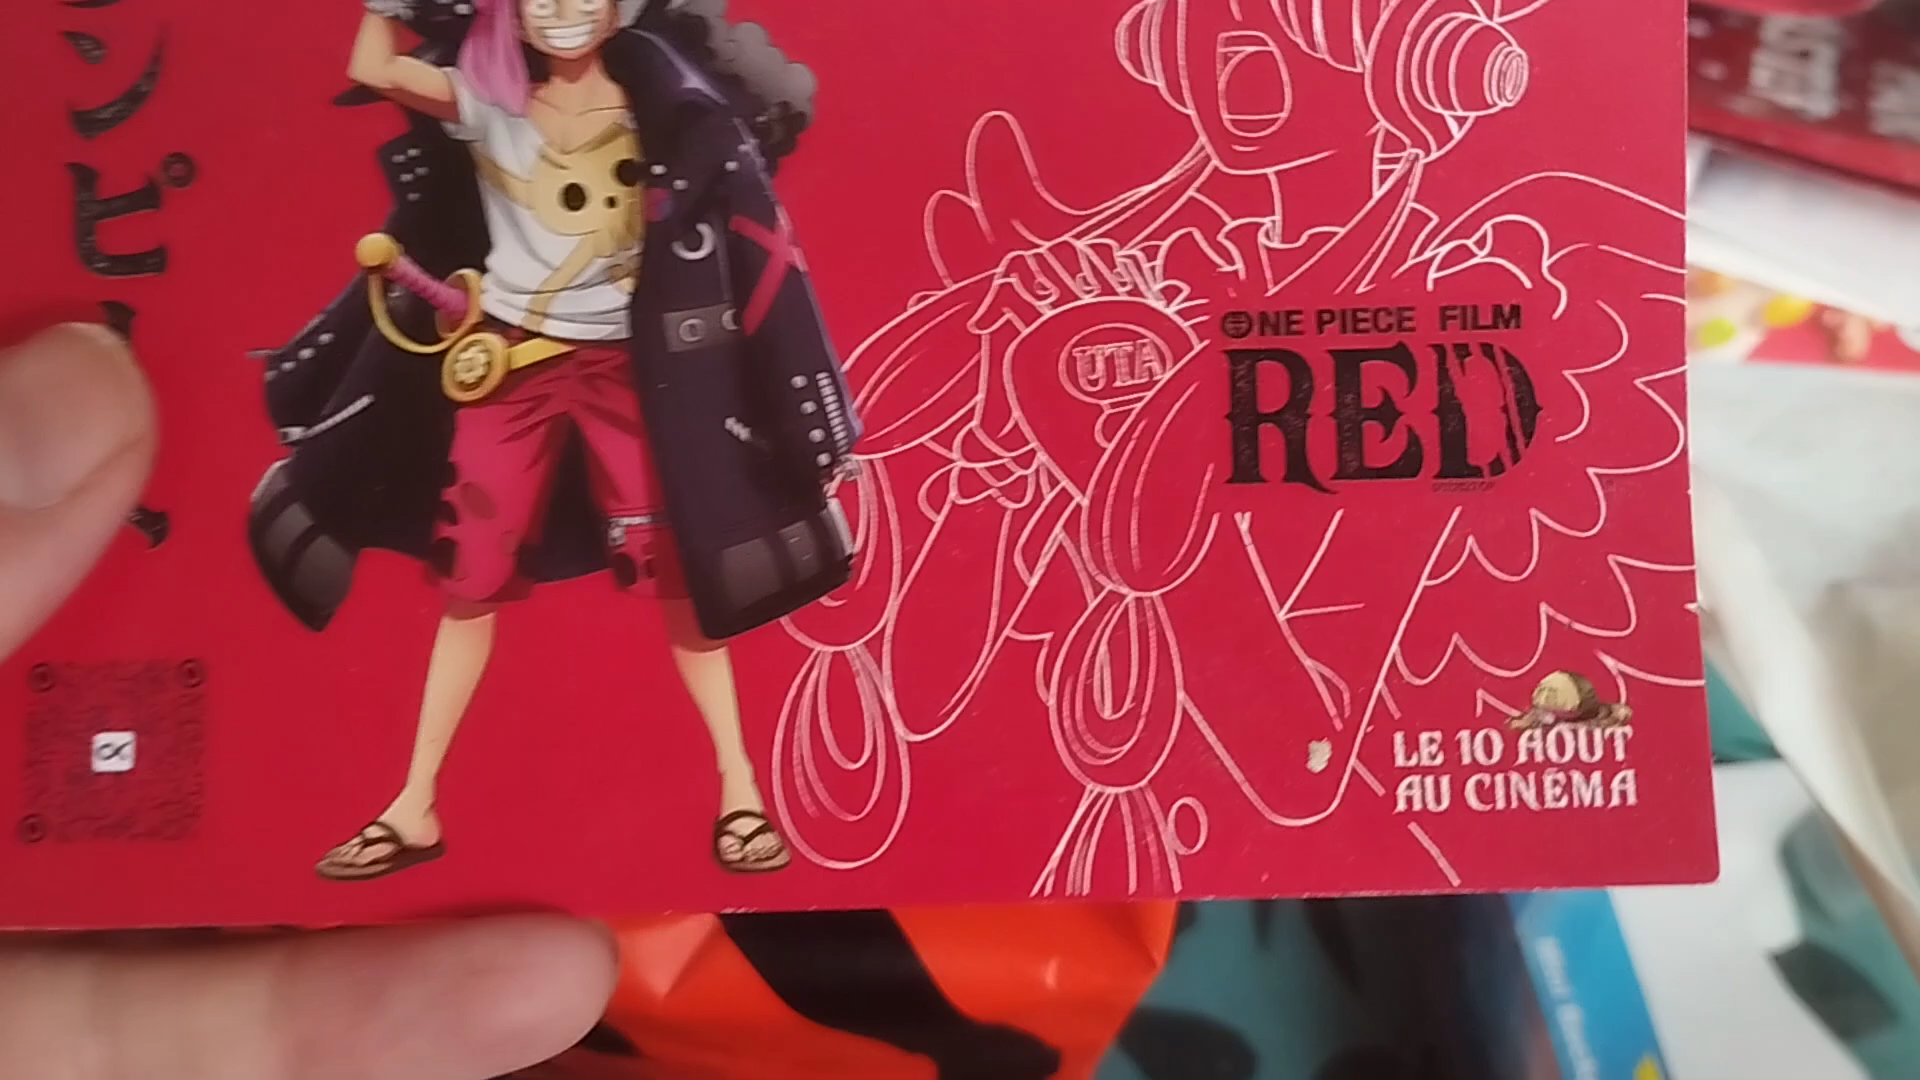 ンピ
UTA
ONE PIECE FILM
RED
LE 10 AOUT
AU CINÉMA